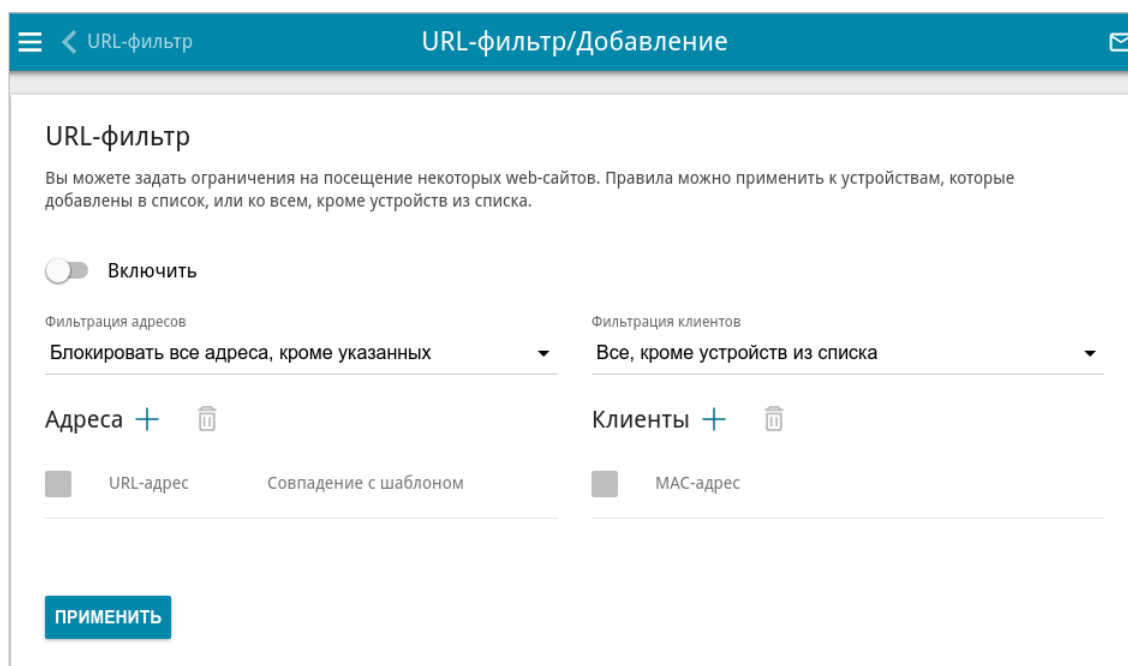 URL-фильтр
URL-фильтр/Добавление
URL-фильтр
Вы можете задать ограничения на посещение некоторых web-сайтов. Правила можно применить к устройствам, которые
добавлены в список, или ко всем, кроме устройств из списка.
Включить
Фильтрация адресов
Фильтрация клиентов
Блокировать все адреса, кроме указанных
Все, кроме устройств из списка
Адреса
Клиенты
URL-адрес
Совпадение с шаблоном
MAC-адрес
ПРИМЕНИТЬ